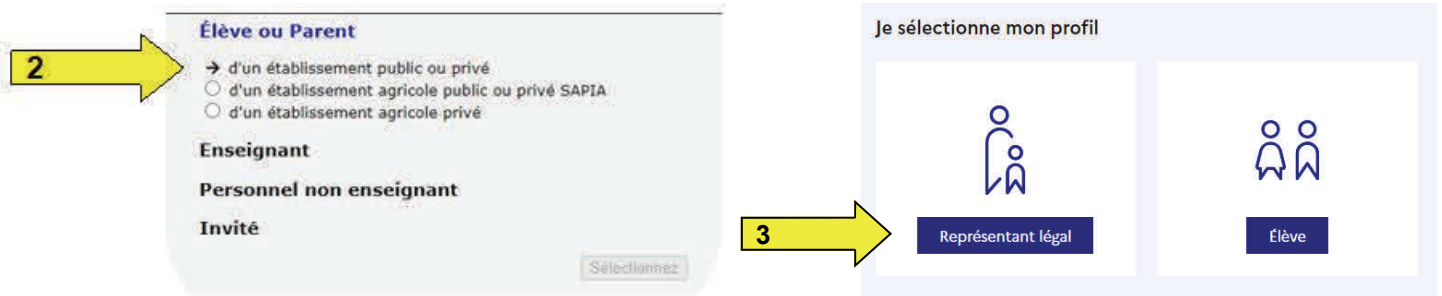 2
Élève ou Parent
→ d'un établissement public ou privé
d'un établissement agricole public ou privé SAPIA
d'un établissement agricole privé
Enseignant
Personnel non enseignant
Invité
Sélectionnez
Je sélectionne mon profil
3
Représentant légal
Élève